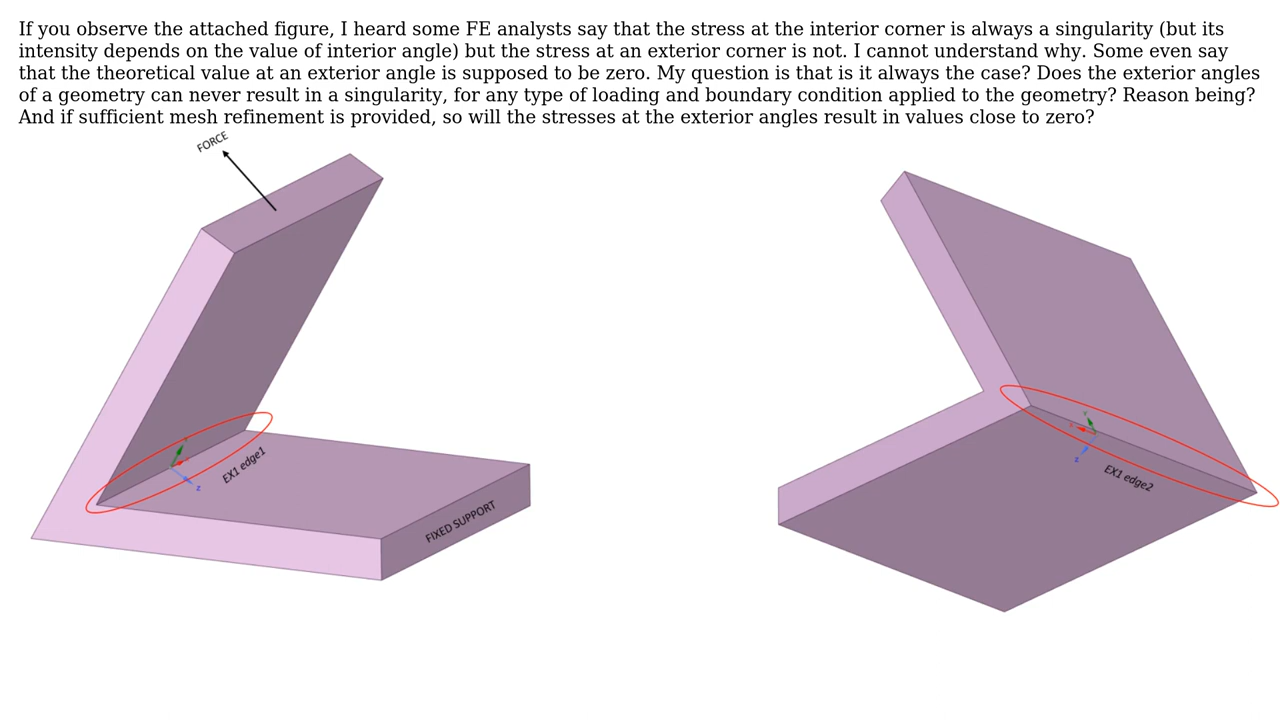 If you observe the attached figure, I heard some FE analysts say that the stress at the interior corner is always a singularity (but its
intensity depends on the value of interior angle) but the stress at an exterior corner is not. I cannot understand why. Some even say
that the theoretical value at an exterior angle is supposed to be zero. My question is that is it always the case? Does the exterior angles
of a geometry can never result in a singularity, for any type of loading and boundary condition applied to the geometry? Reason being?
And if sufficient mesh refinement is provided, so will the stresses at the exterior angles result in values close to zero?
FORCE
EX1 edge1
FIXED SUPPORT
Z
Y
Z
EX1 edge2